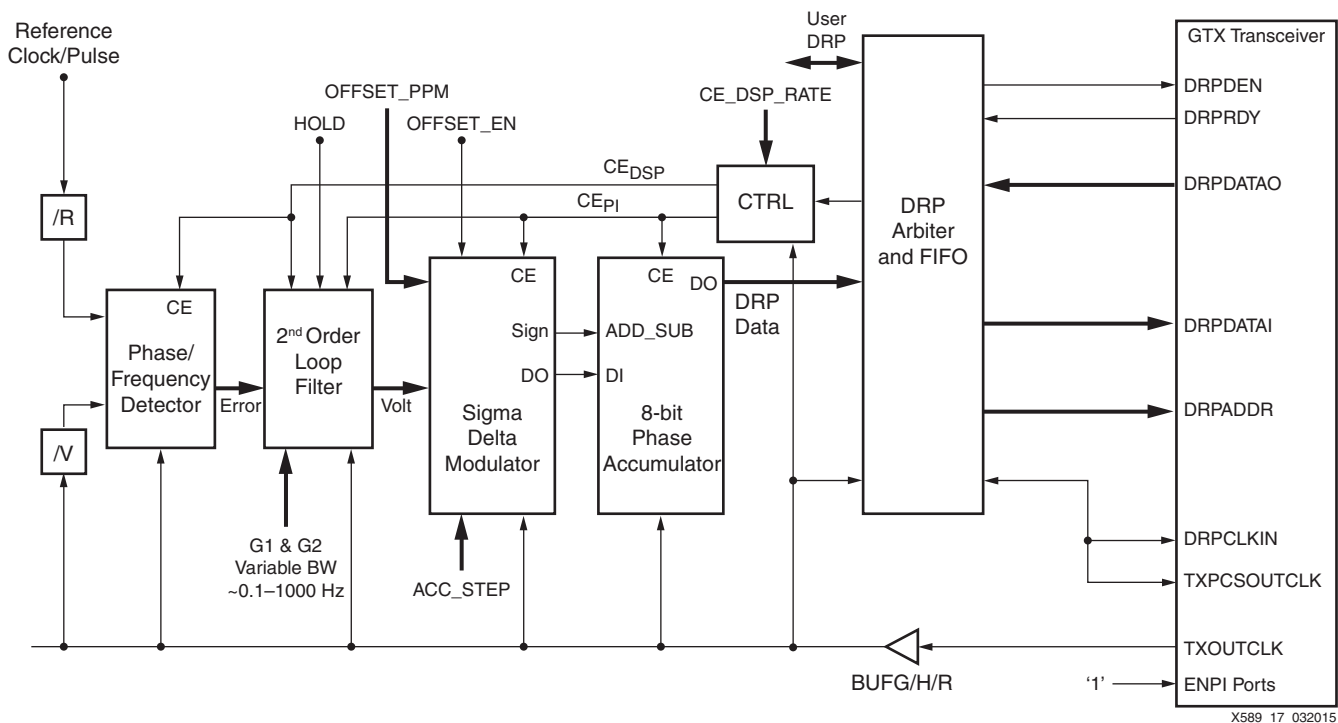 Reference
Clock/Pulse
User
DRP
GTX Transceiver
OFFSET_PPM
CE_DSP_RATE
DRPDEN
HOLD
OFFSET_EN
DRPRDY
CEDSP
DRPDATAO
/R
CEPI
CTRL
DRP
Arbiter
and FIFO
CE
CE
CE
DO
DRP
Data
Phase/
Frequency
Detector
2nd Order
Loop
Filter
Sign
ADD_SUB
DRPDATAI
Error
Volt
DO
DI
DRPADDR
/V
Sigma
Delta
Modulator
8-bit
Phase
Accumulator
G1 & G2
Variable BW
~0.1–1000 Hz
ACC_STEP
DRPCLKIN
TXPCSOUTCLK
TXOUTCLK
BUFG/H/R
‘1’
ENPI Ports
X589_17_032015